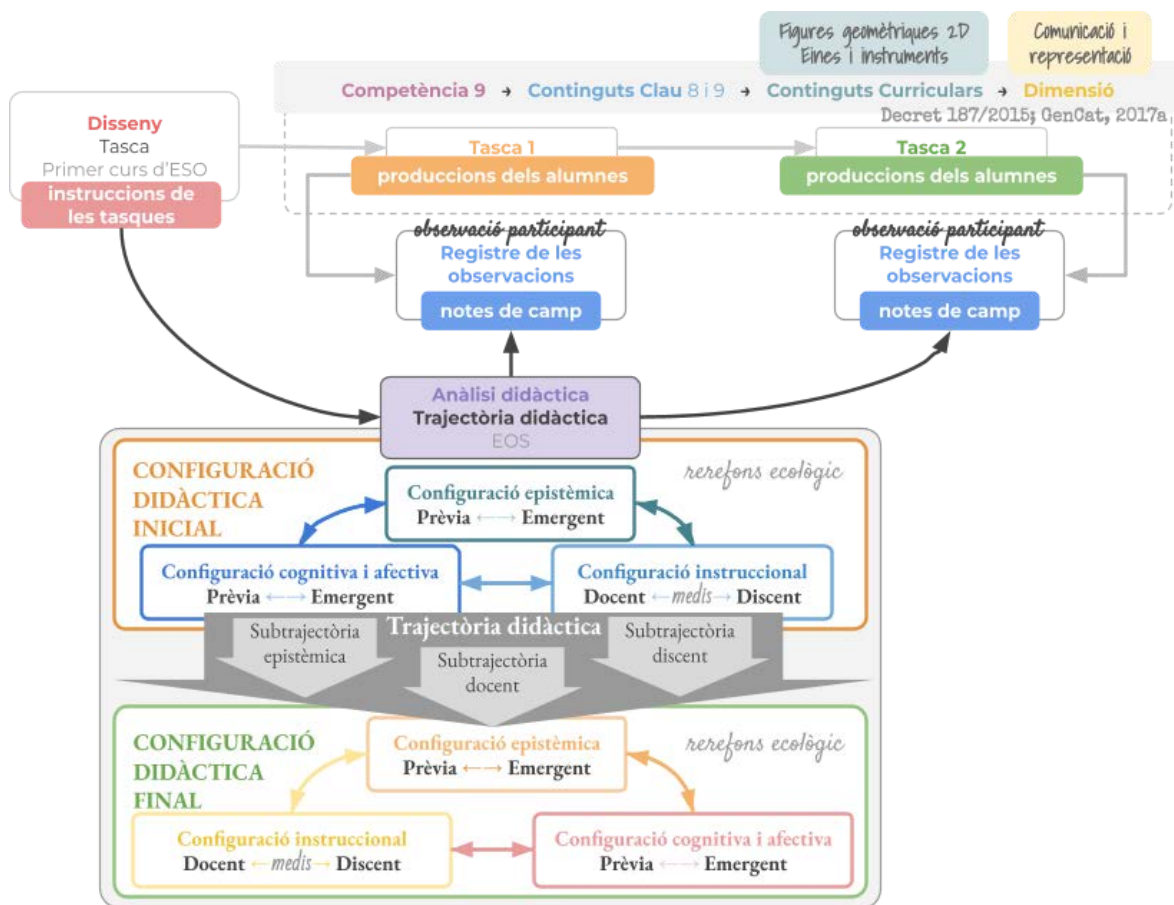 Figures geomètriques 2D
Eines i instruments
Comunicació i
representació
Competència 9 → Continguts Clau 8 i 9 → Continguts Curriculars → Dimensió
Decret 187/2015; GenCat, 2017a
Disseny
Tasca
Primer curs d'ESO
instruccions de
les tasques
Tasca 1
produccions dels alumnes
Tasca 2
produccions dels alumnes
observació participant
Registre de les
observacions
notes de camp
observació participant
Registre de les
observacions
notes de camp
Anàlisi didàctica
Trajectòria didàctica
EOS
CONFIGURACIÓ
DIDÀCTICA
INICIAL
rerefons ecològic
Configuració epistèmica
Prèvia ←→ Emergent
Configuració cognitiva i afectiva
Prèvia ←→ Emergent
Configuració instruccional
Docent ← medis → Discent
Trajectòria didàctica
Subtrajectòria
epistèmica
Subtrajectòria
docent
Subtrajectòria
discent
CONFIGURACIÓ
DIDÀCTICA
FINAL
rerefons ecològic
Configuració epistèmica
Prèvia ←→ Emergent
Configuració instruccional
Docent ← medis → Discent
Configuració cognitiva i afectiva
Prèvia ←→ Emergent